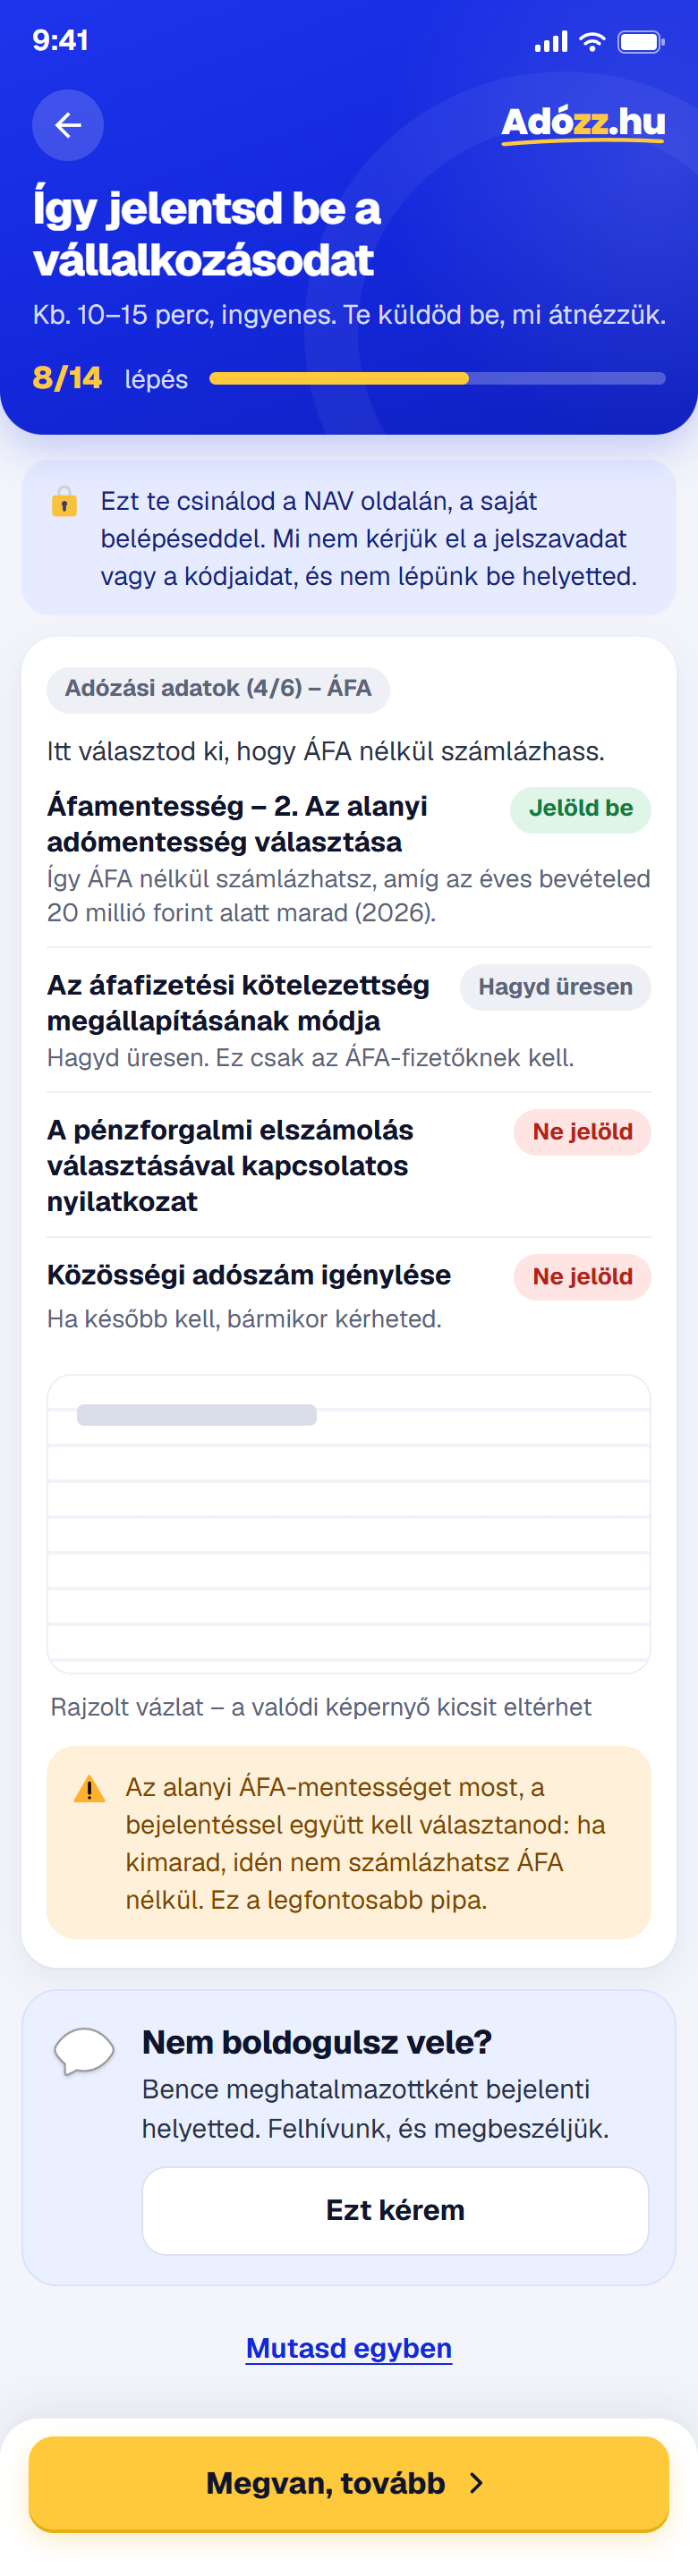 9:41
Adózz.hu
Így jelentsd be a
vállalkozásodat
Kb. 10–15 perc, ingyenes. Te küldöd be, mi átnézzük.
8/14 lépés
Ezt te csinálod a NAV oldalán, a saját
belépéseddel. Mi nem kérjük el a jelszavadat
vagy a kódjaidat, és nem lépünk be helyetted.
Adózási adatok (4/6) – ÁFA
Itt választod ki, hogy ÁFA nélkül számlázhass.
Áfamentesség – 2. Az alanyi
adómentesség választása
Jelöld be
Így ÁFA nélkül számlázhatsz, amíg az éves bevételed
20 millió forint alatt marad (2026).
Az áfafizetési kötelezettség
megállapításának módja
Hagyd üresen
Hagyd üresen. Ez csak az ÁFA-fizetőknek kell.
A pénzforgalmi elszámolás
választásával kapcsolatos
nyilatkozat
Ne jelöld
Közösségi adószám igénylése
Ne jelöld
Ha később kell, bármikor kérheted.
Rajzolt vázlat – a valódi képernyő kicsit eltérhet
Az alanyi ÁFA-mentességet most, a
bejelentéssel együtt kell választanod: ha
kimarad, idén nem számlázhatsz ÁFA
nélkül. Ez a legfontosabb pipa.
Nem boldogulsz vele?
Bence meghatalmazottként bejelenti
helyetted. Felhívunk, és megbeszéljük.
Ezt kérem
Mutasd egyben
Megvan, tovább